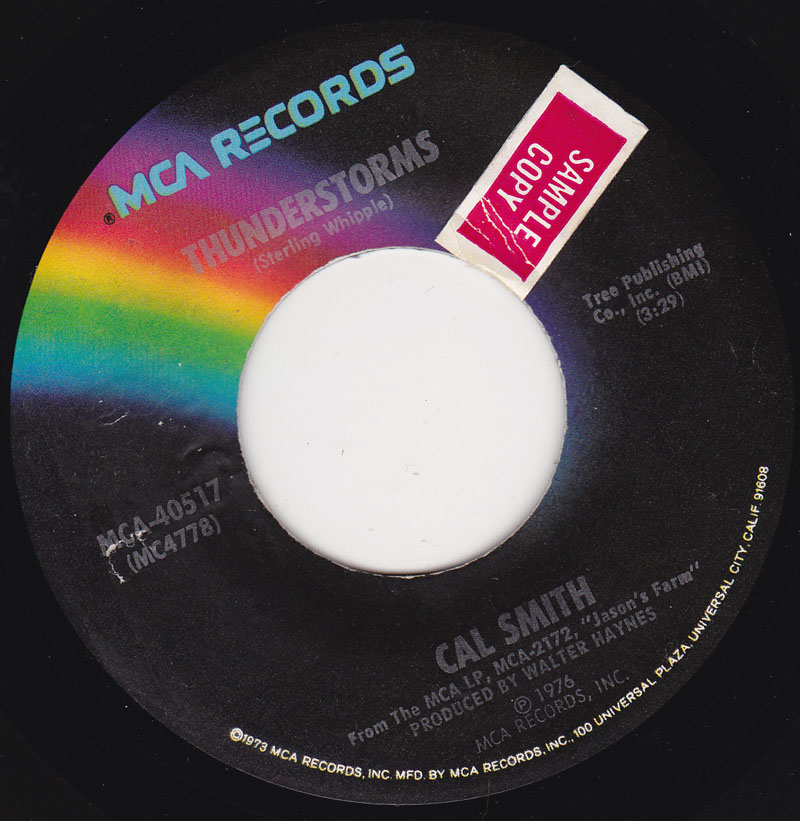 MCA RECORDS
®
THUNDERSTORMS
(Sterling Whipple)
SAMPLE
COPY
Tree Publishing
Co., Inc. (BMI)
(3:29)
MCA-40517
(MC4778)
CAL SMITH
From The MCA LP, MCA-2172, "Jason's Farm"
PRODUCED BY WALTER HAYNES
℗ 1976
MCA RECORDS, INC.
©1973 MCA RECORDS, INC. MFD. BY MCA RECORDS, INC., 100 UNIVERSAL PLAZA, UNIVERSAL CITY, CALIF. 91608